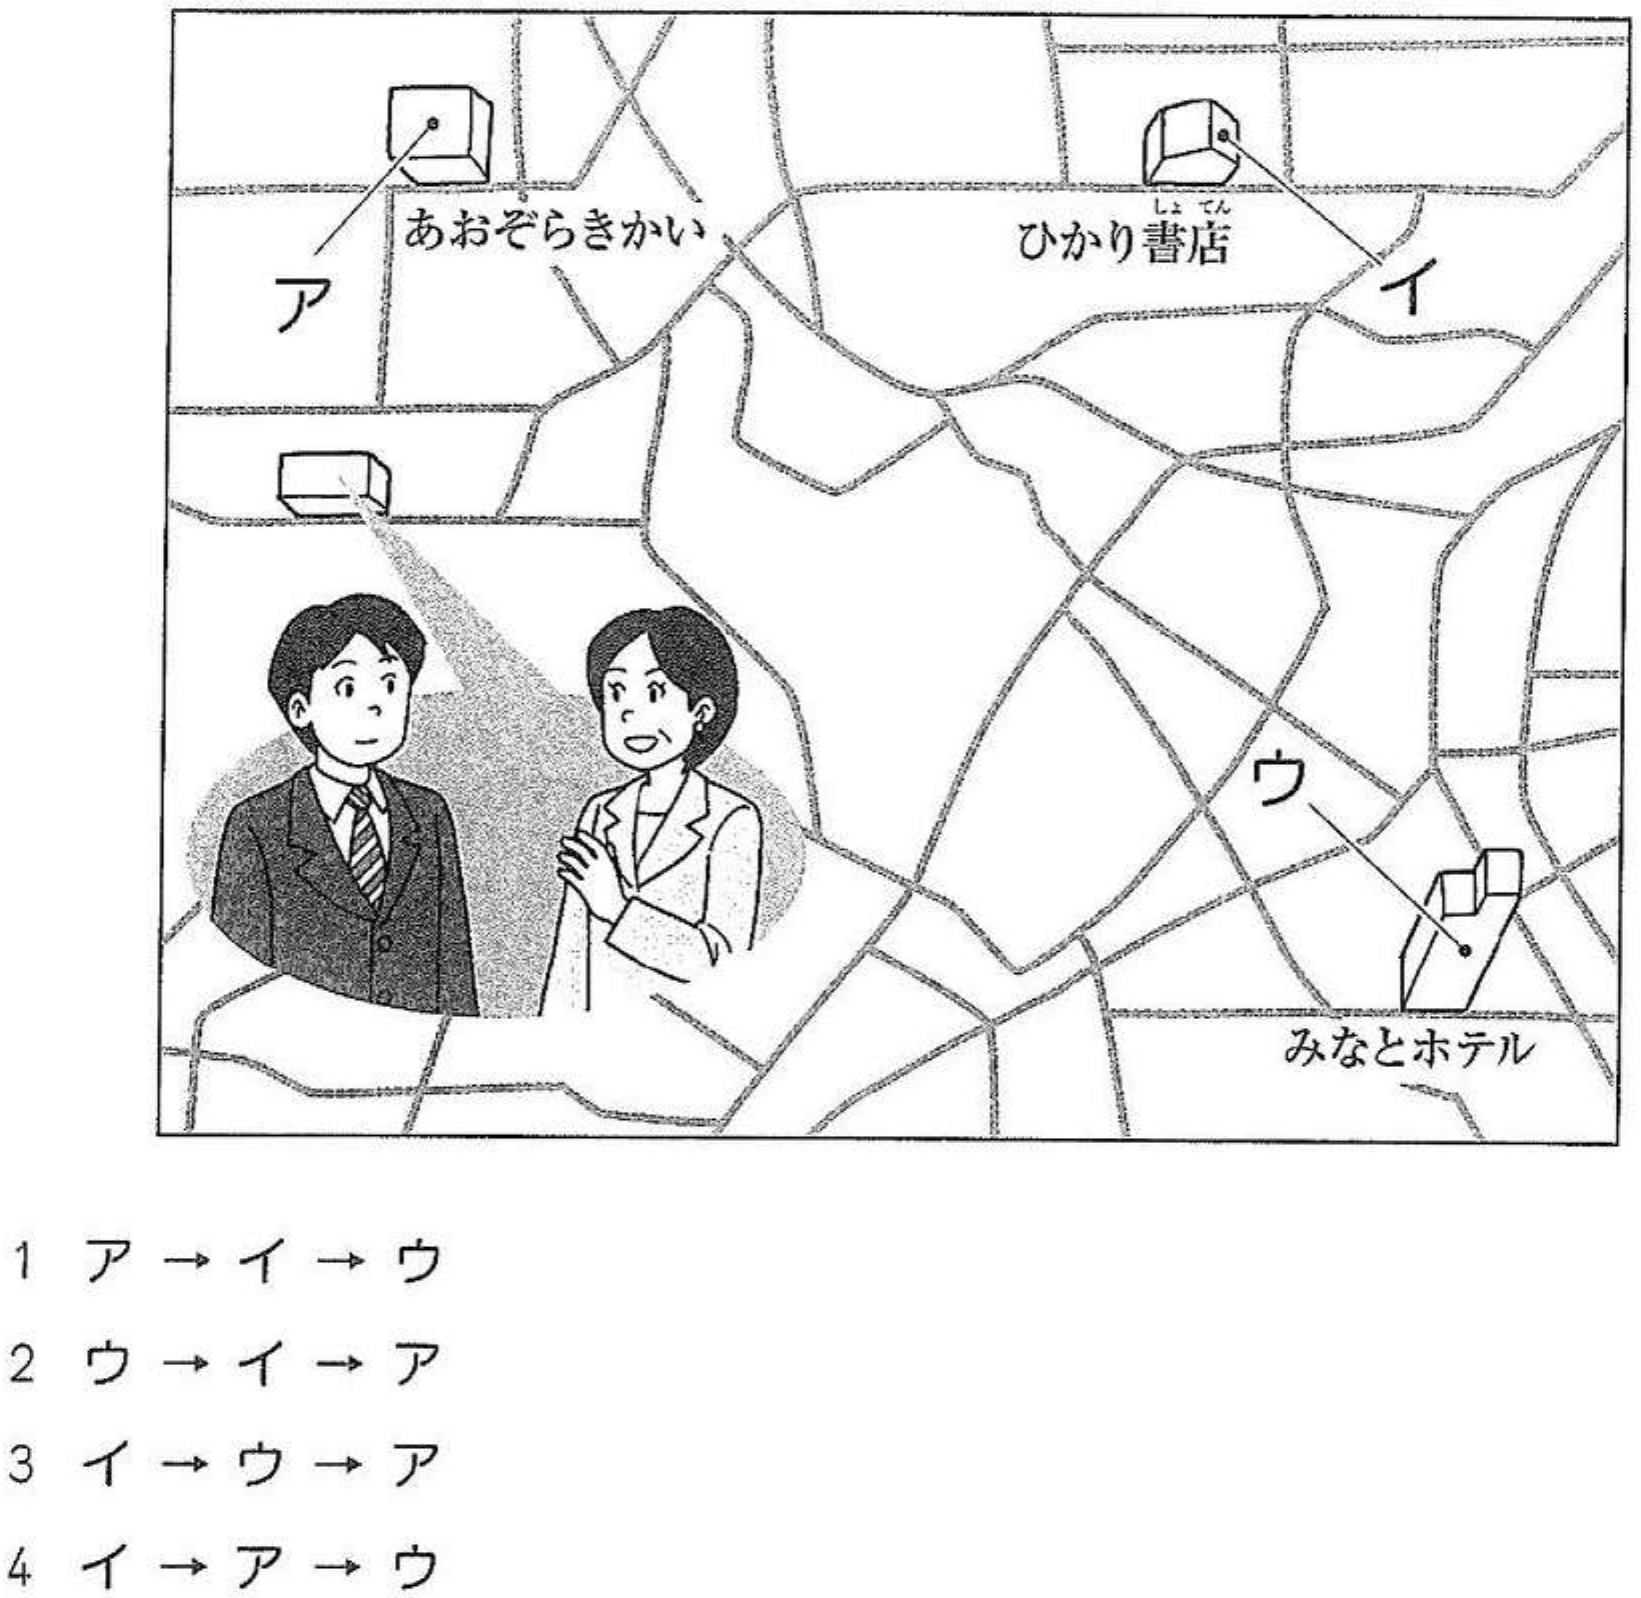 あおぞらきかい
ア
しょ てん
ひかり書店
イ
ウ
みなとホテル
1 ア → イ → ウ
2 ウ → イ → ア
3 イ → ウ → ア
4 イ → ア → ウ